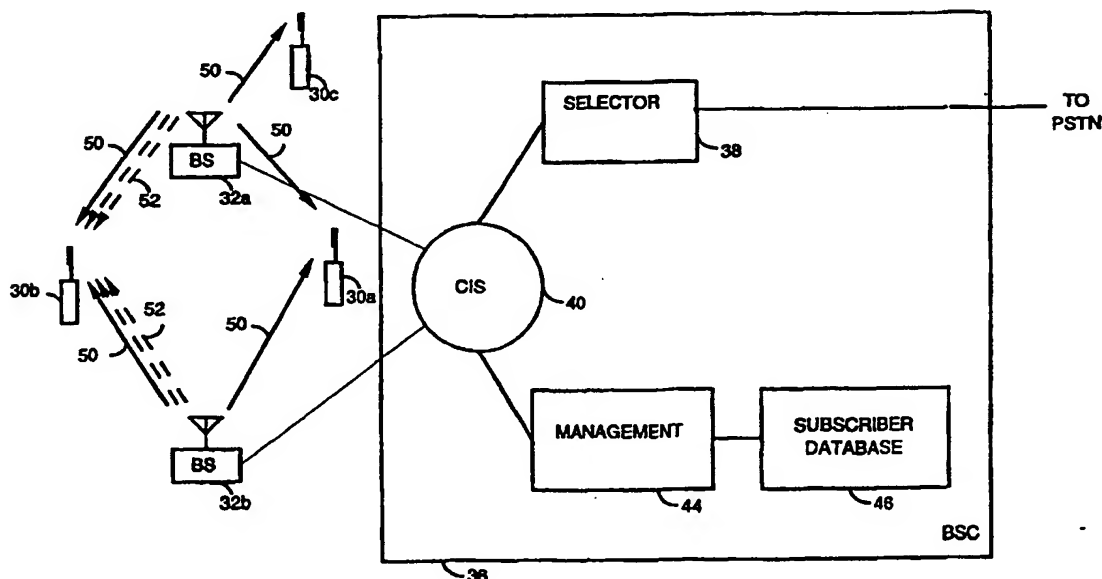 50
30c
50
50
52
BS
32a
30b
30a
50
52
50
BS
32b
SELECTOR
38
TO
PSTN
CIS
40
MANAGEMENT
44
SUBSCRIBER
DATABASE
46
BSC
36